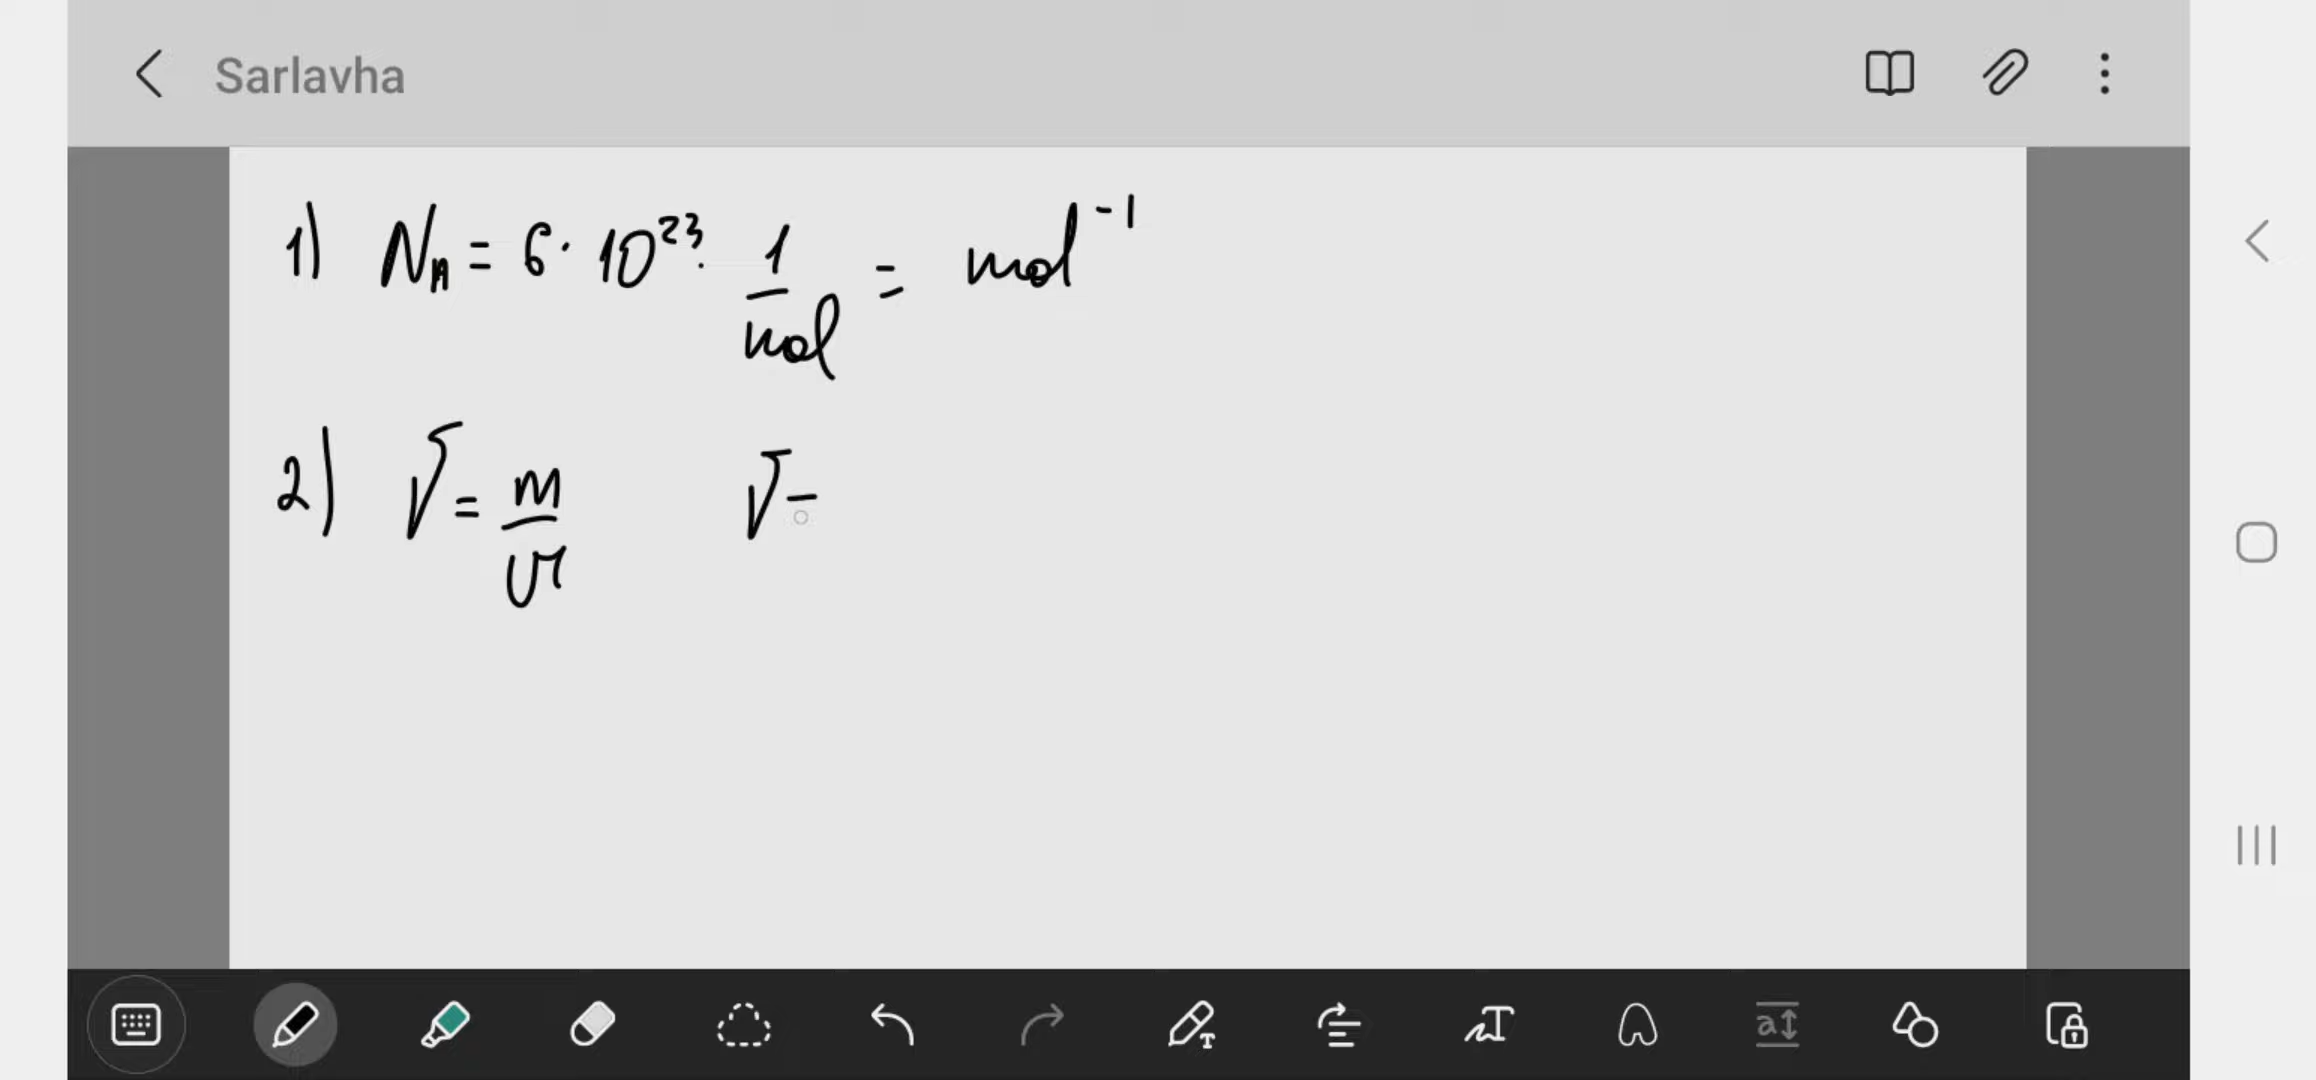 Sarlavha
1) N_A = 6 · 10^23 · 1/mol = mol^-1
2) ν = m/M ν =